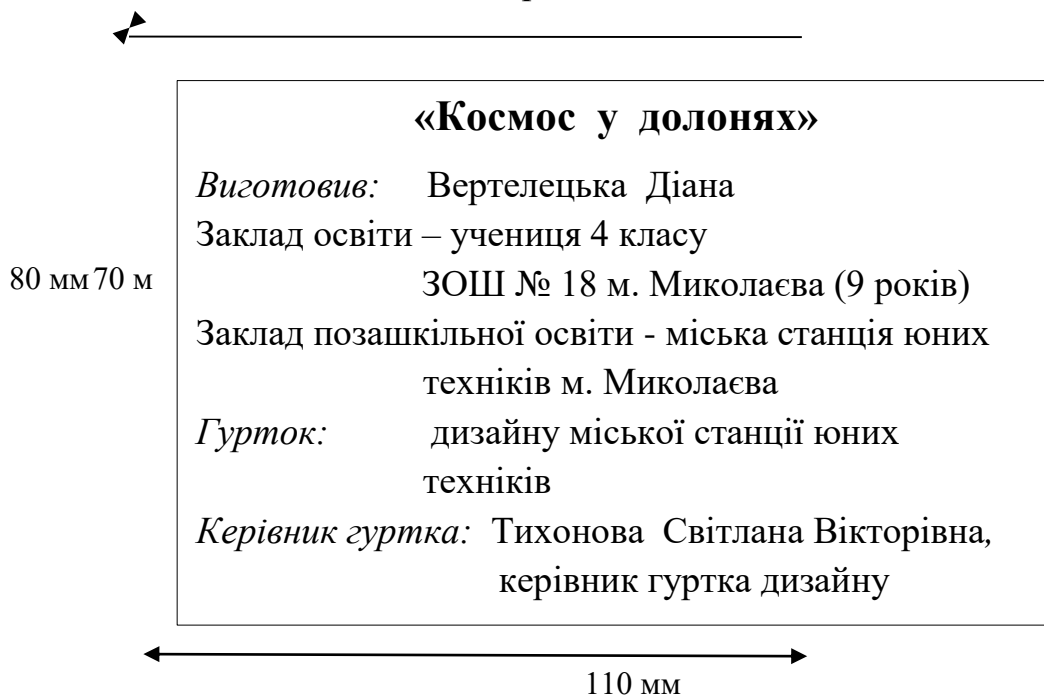 «Космос у долонях»
Виготовив: Вертелецька Діана
Заклад освіти – учениця 4 класу
80 мм 70 м
ЗОШ № 18 м. Миколаєва (9 років)
Заклад позашкільної освіти - міська станція юних
техніків м. Миколаєва
Гурток: дизайну міської станції юних
техніків
Керівник гуртка: Тихонова Світлана Вікторівна,
керівник гуртка дизайну
110 мм